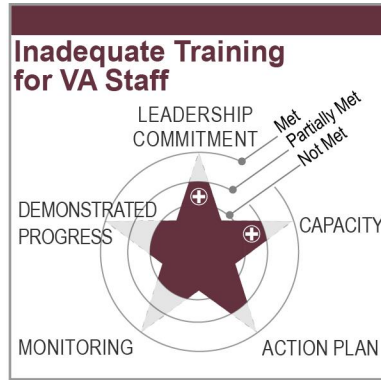 Inadequate Training
for VA Staff
LEADERSHIP
COMMITMENT
Met
Partially Met
Not Met
DEMONSTRATED
PROGRESS
CAPACITY
MONITORING
ACTION PLAN